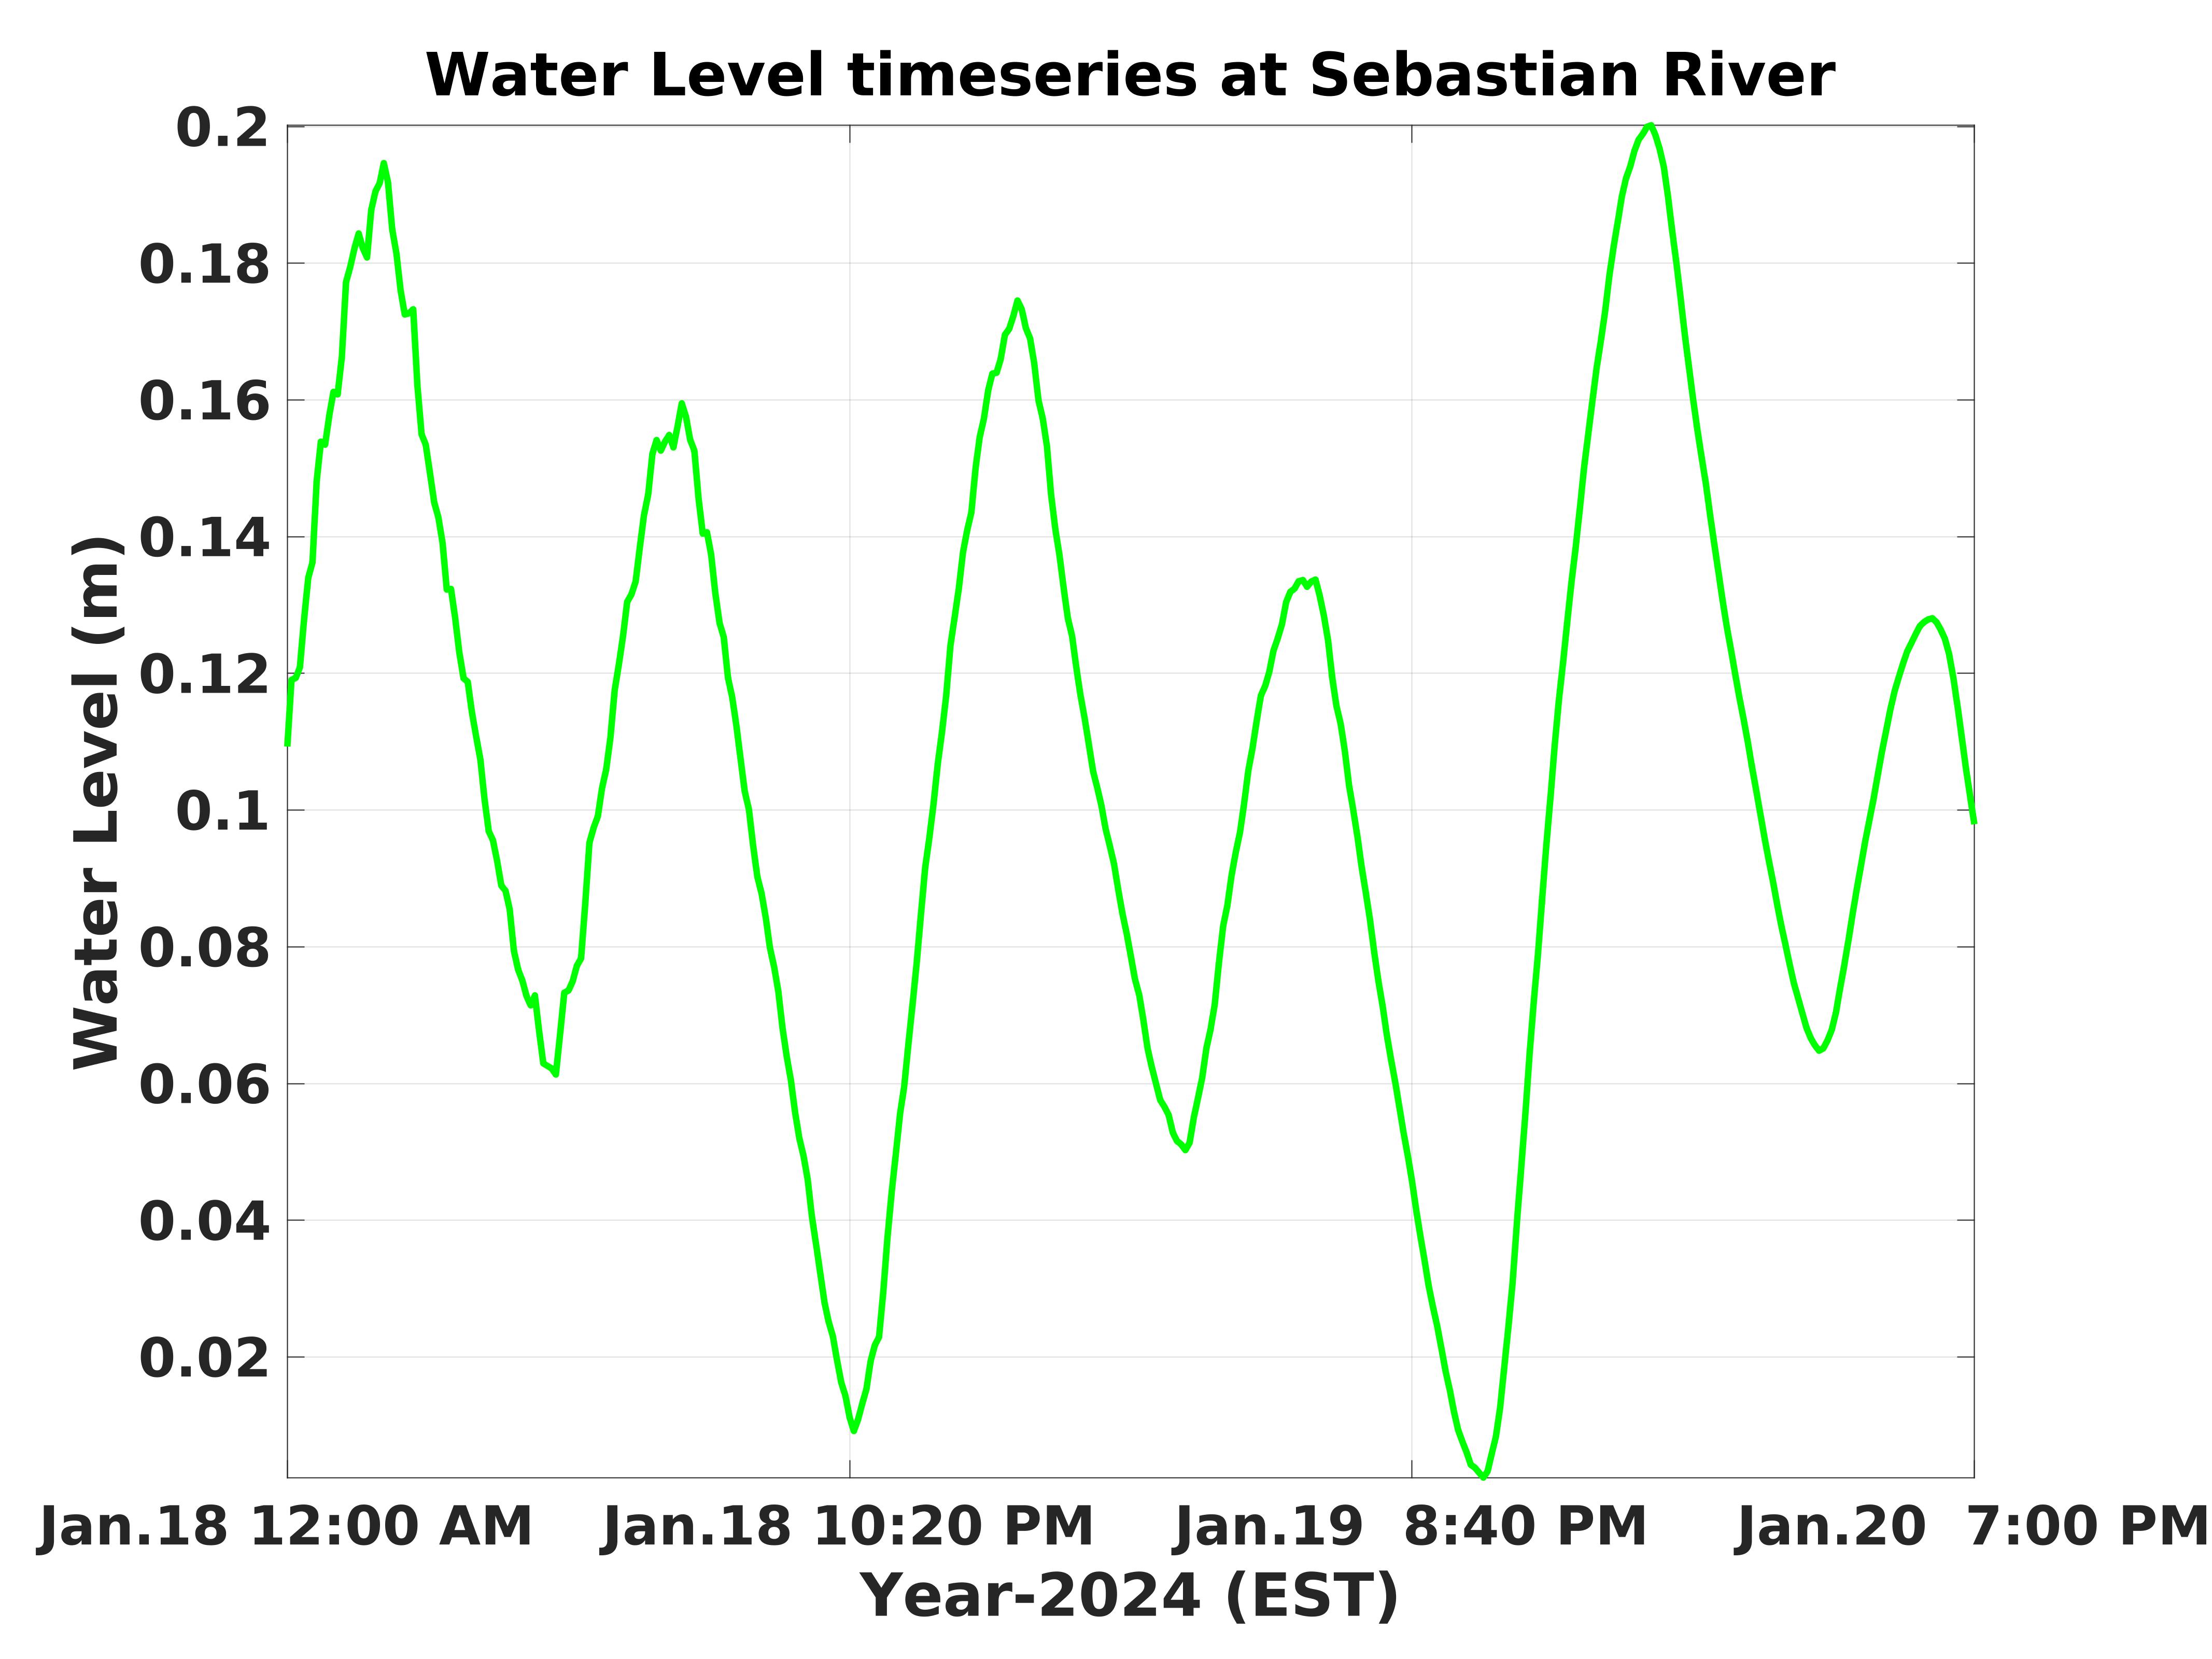 Water Level timeseries at Sebastian River
0.2
0.18
0.16
0.14
0.12
0.1
0.08
0.06
0.04
0.02
Water Level (m)
Jan.18 12:00 AM
Jan.18 10:20 PM
Jan.19 8:40 PM
Jan.20 7:00 PM
Year-2024 (EST)